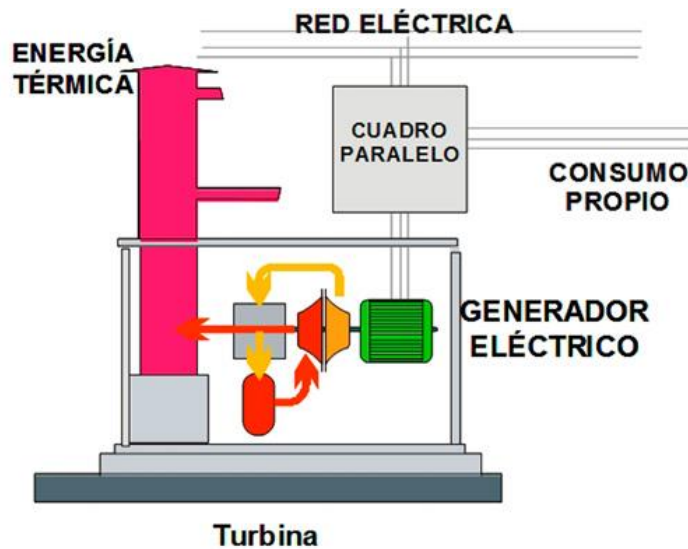 RED ELÉCTRICA
ENERGÍA
TÉRMICA
CUADRO
PARALELO
CONSUMO
PROPIO
GENERADOR
ELÉCTRICO
Turbina